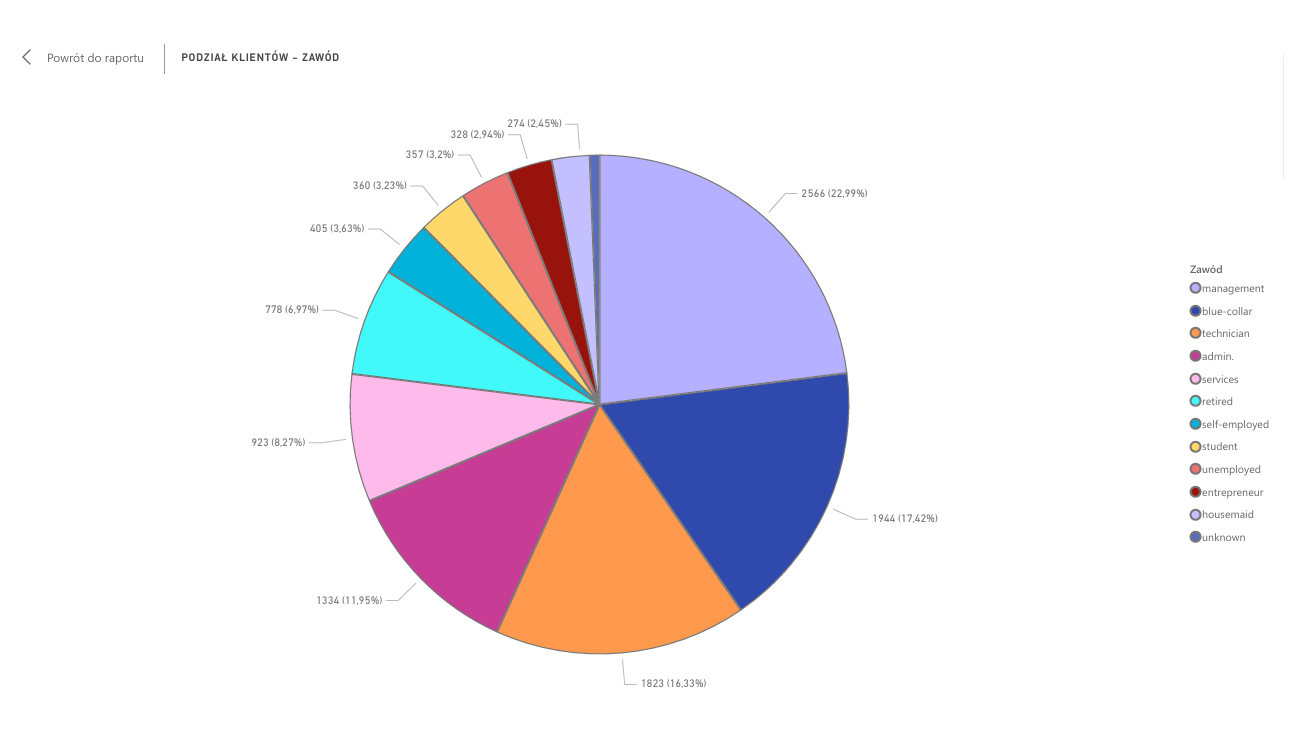 Powrót do raportu
PODZIAŁ KLIENTÓW – ZAWÓD
274 (2,45%)
328 (2,94%)
357 (3,2%)
360 (3,23%)
2566 (22,99%)
405 (3,63%)
778 (6,97%)
923 (8,27%)
1944 (17,42%)
1334 (11,95%)
1823 (16,33%)
Zawód
management
blue-collar
technician
admin.
services
retired
self-employed
student
unemployed
entrepreneur
housemaid
unknown